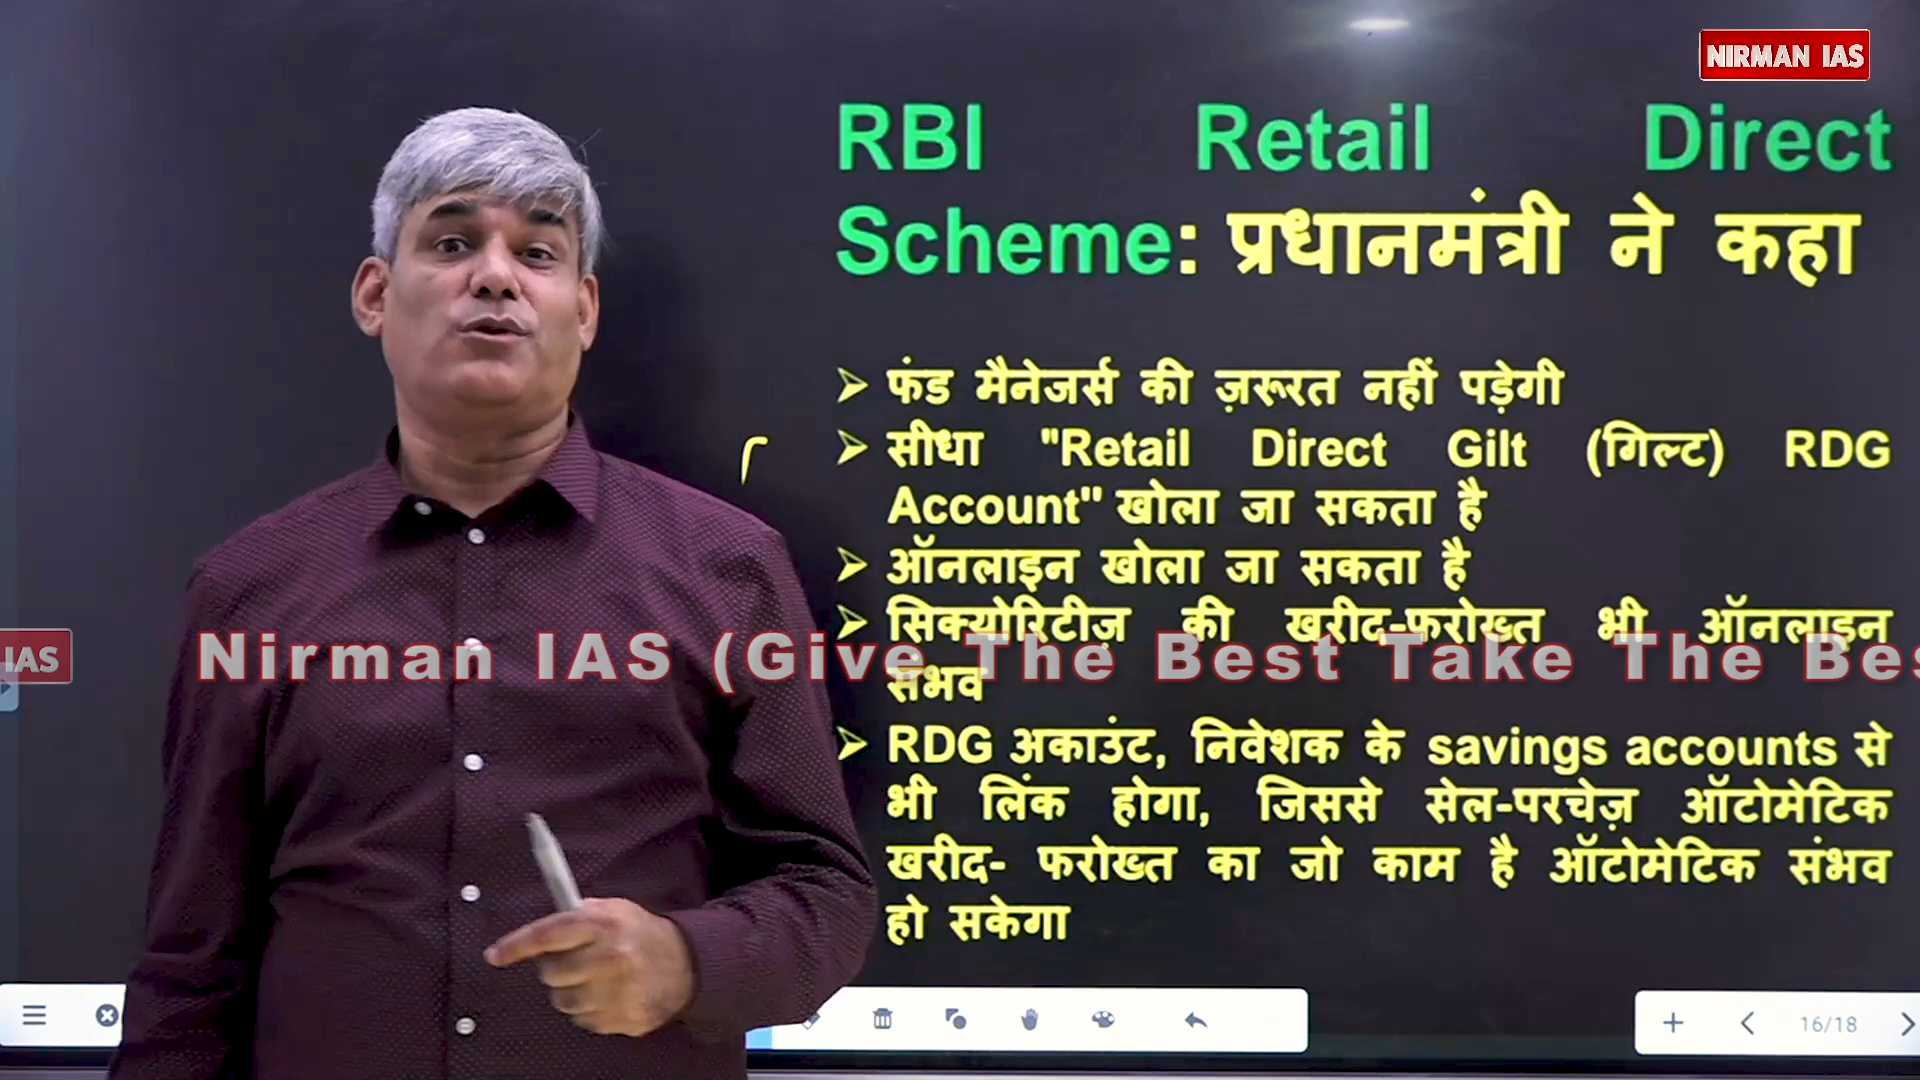 NIRMAN IAS
RBI Retail Direct
Scheme: प्रधानमंत्री ने कहा
➤ फंड मैनेजर्स की ज़रूरत नहीं पड़ेगी
➤ सीधा "Retail Direct Gilt (गिल्ट) RDG
Account" खोला जा सकता है
➤ ऑनलाइन खोला जा सकता है
➤ सिक्योरिटीज़ की खरीद-फरोख्त भी ऑनलाइन
संभव
IAS
Nirman IAS (Give The Best Take The Bes
➤ RDG अकाउंट, निवेशक के savings accounts से
भी लिंक होगा, जिससे सेल-परचेज़ ऑटोमेटिक
खरीद- फरोख्त का जो काम है ऑटोमेटिक संभव
हो सकेगा
16/18